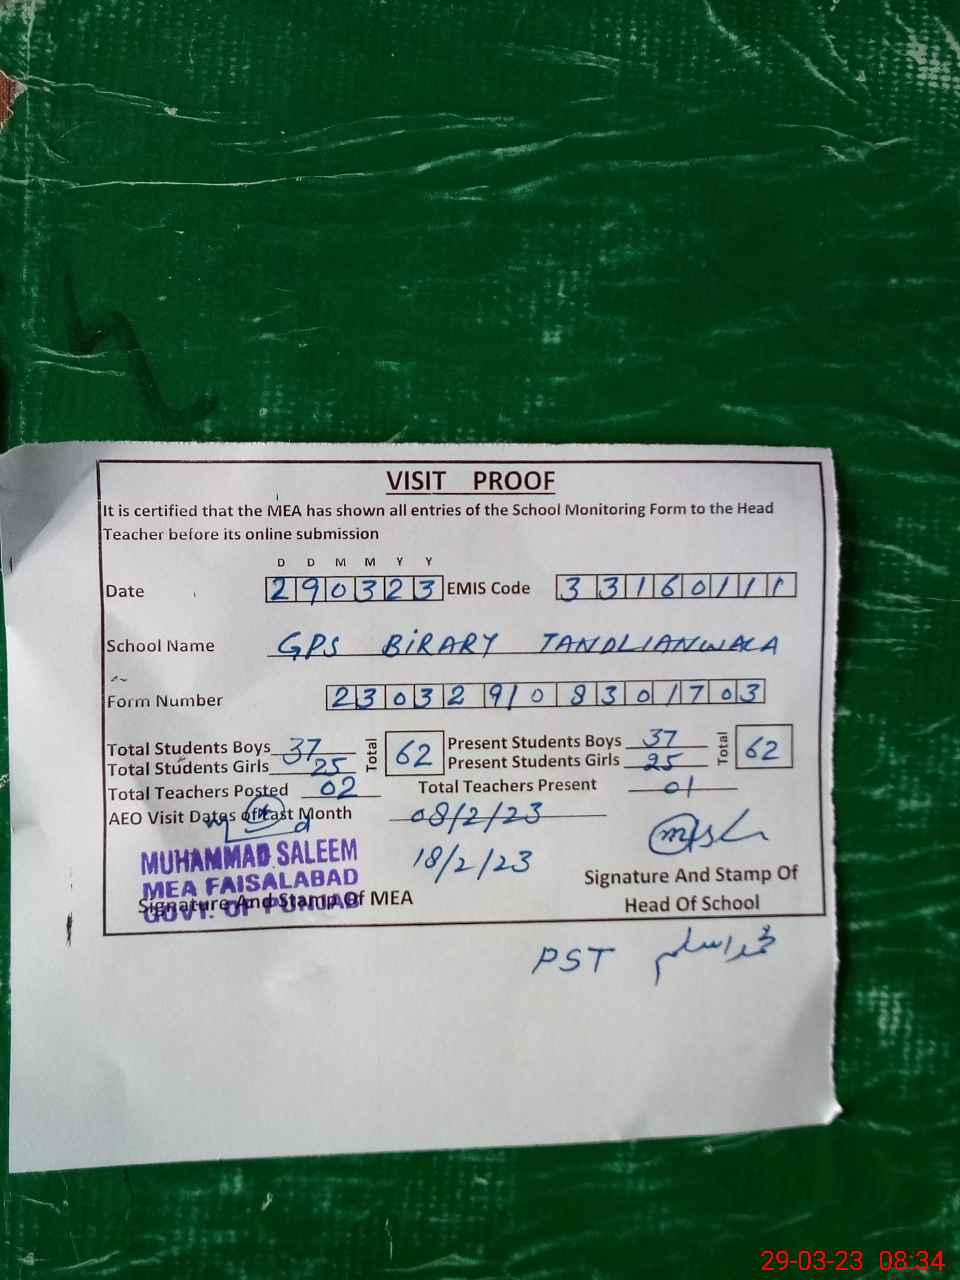 VISIT PROOF
It is certified that the MEA has shown all entries of the School Monitoring Form to the Head
Teacher before its online submission
D D M M Y Y
Date 290323 EMIS Code 33160111
School Name GPS BIRARY TANDLIANWALA
Form Number 230329108301703
Total Students Boys 37 Total 62 Present Students Boys 37 Total 62
Total Students Girls 25 Present Students Girls 25
Total Teachers Posted 02 Total Teachers Present 01
AEO Visit Dates of Last Month 08/2/23
18/2/23
MUHAMMAD SALEEM
MEA FAISALABAD
GOVT. OF PUNJAB
Signature And Stamp Of MEA
Signature And Stamp Of
Head Of School
PST محمد اسلم
29-03-23 08:34